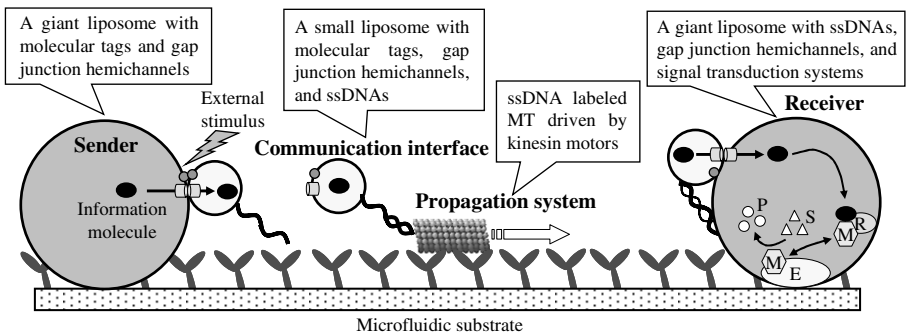 A giant liposome with
molecular tags and gap
junction hemichannels
A small liposome with
molecular tags, gap
junction hemichannels,
and ssDNAs
A giant liposome with ssDNAs,
gap junction hemichannels, and
signal transduction systems
ssDNA labeled
MT driven by
kinesin motors
External
stimulus
Sender
Communication interface
Receiver
Propagation system
Information
molecule
P
S
R
M
M
E
Microfluidic substrate